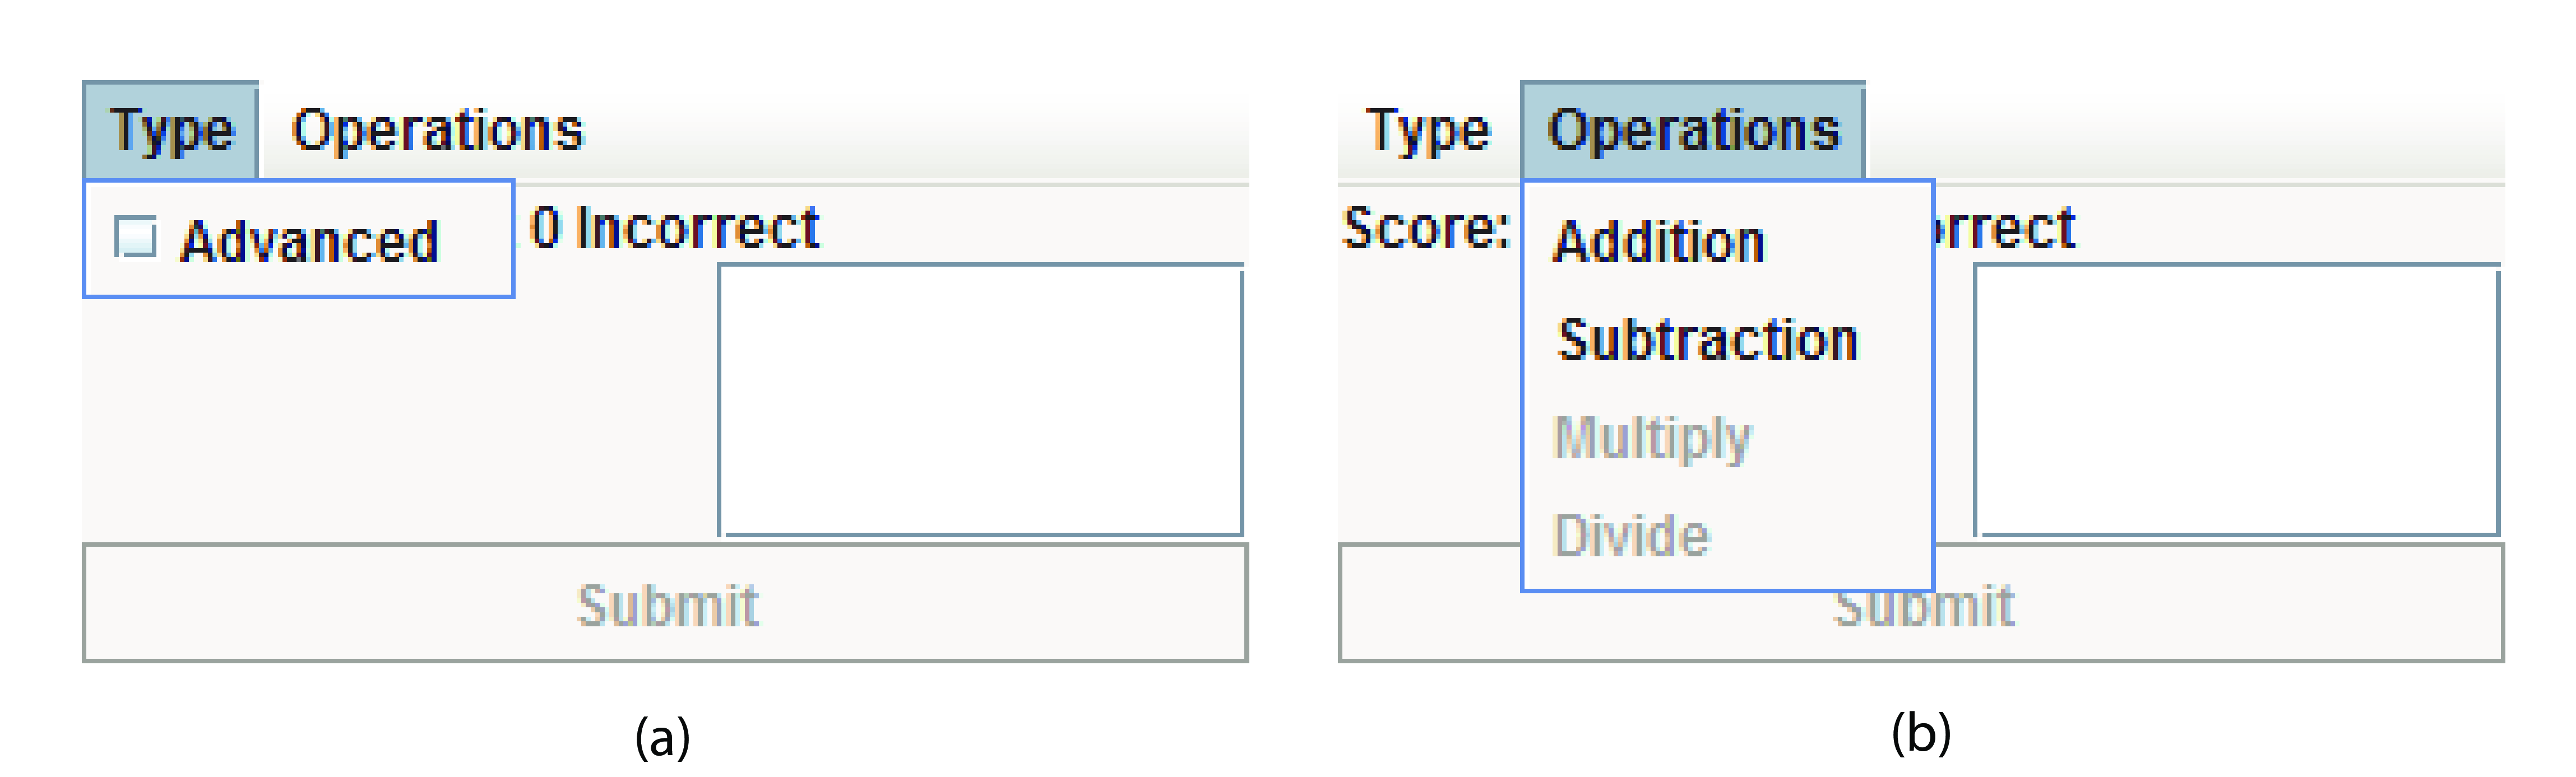 Type Operations
Advanced
0 Incorrect
Submit
(a)
Type Operations
Score:
rrect
Addition
Subtraction
Multiply
Divide
Submit
(b)